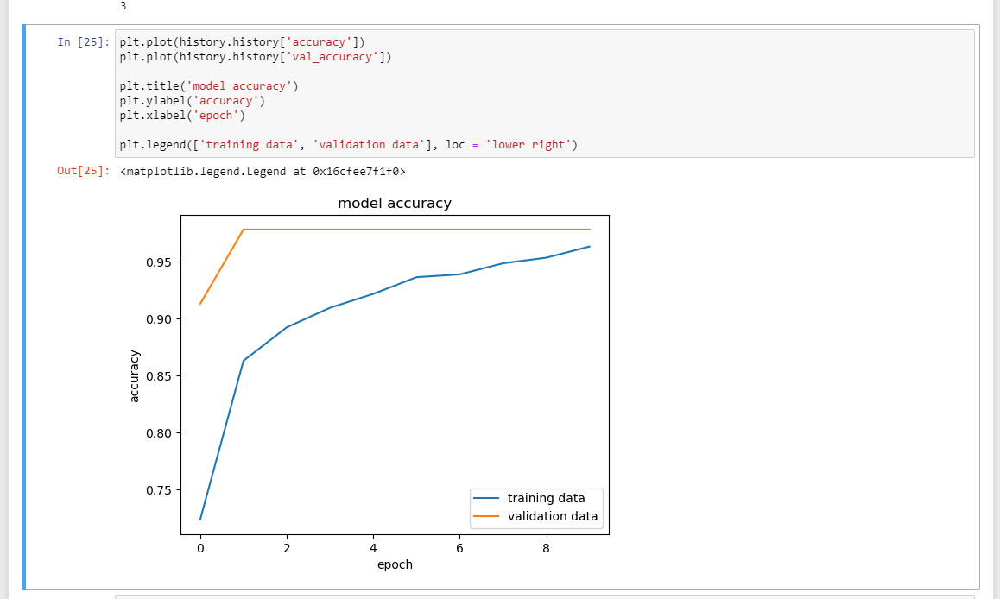 3
In [25]: plt.plot(history.history['accuracy'])
plt.plot(history.history['val_accuracy'])
plt.title('model accuracy')
plt.ylabel('accuracy')
plt.xlabel('epoch')
plt.legend(['training data', 'validation data'], loc = 'lower right')
Out[25]: <matplotlib.legend.Legend at 0x16cfee7f1f0>
model accuracy
0.95
0.90
0.85
0.80
0.75
accuracy
training data
validation data
0 2 4 6 8
epoch